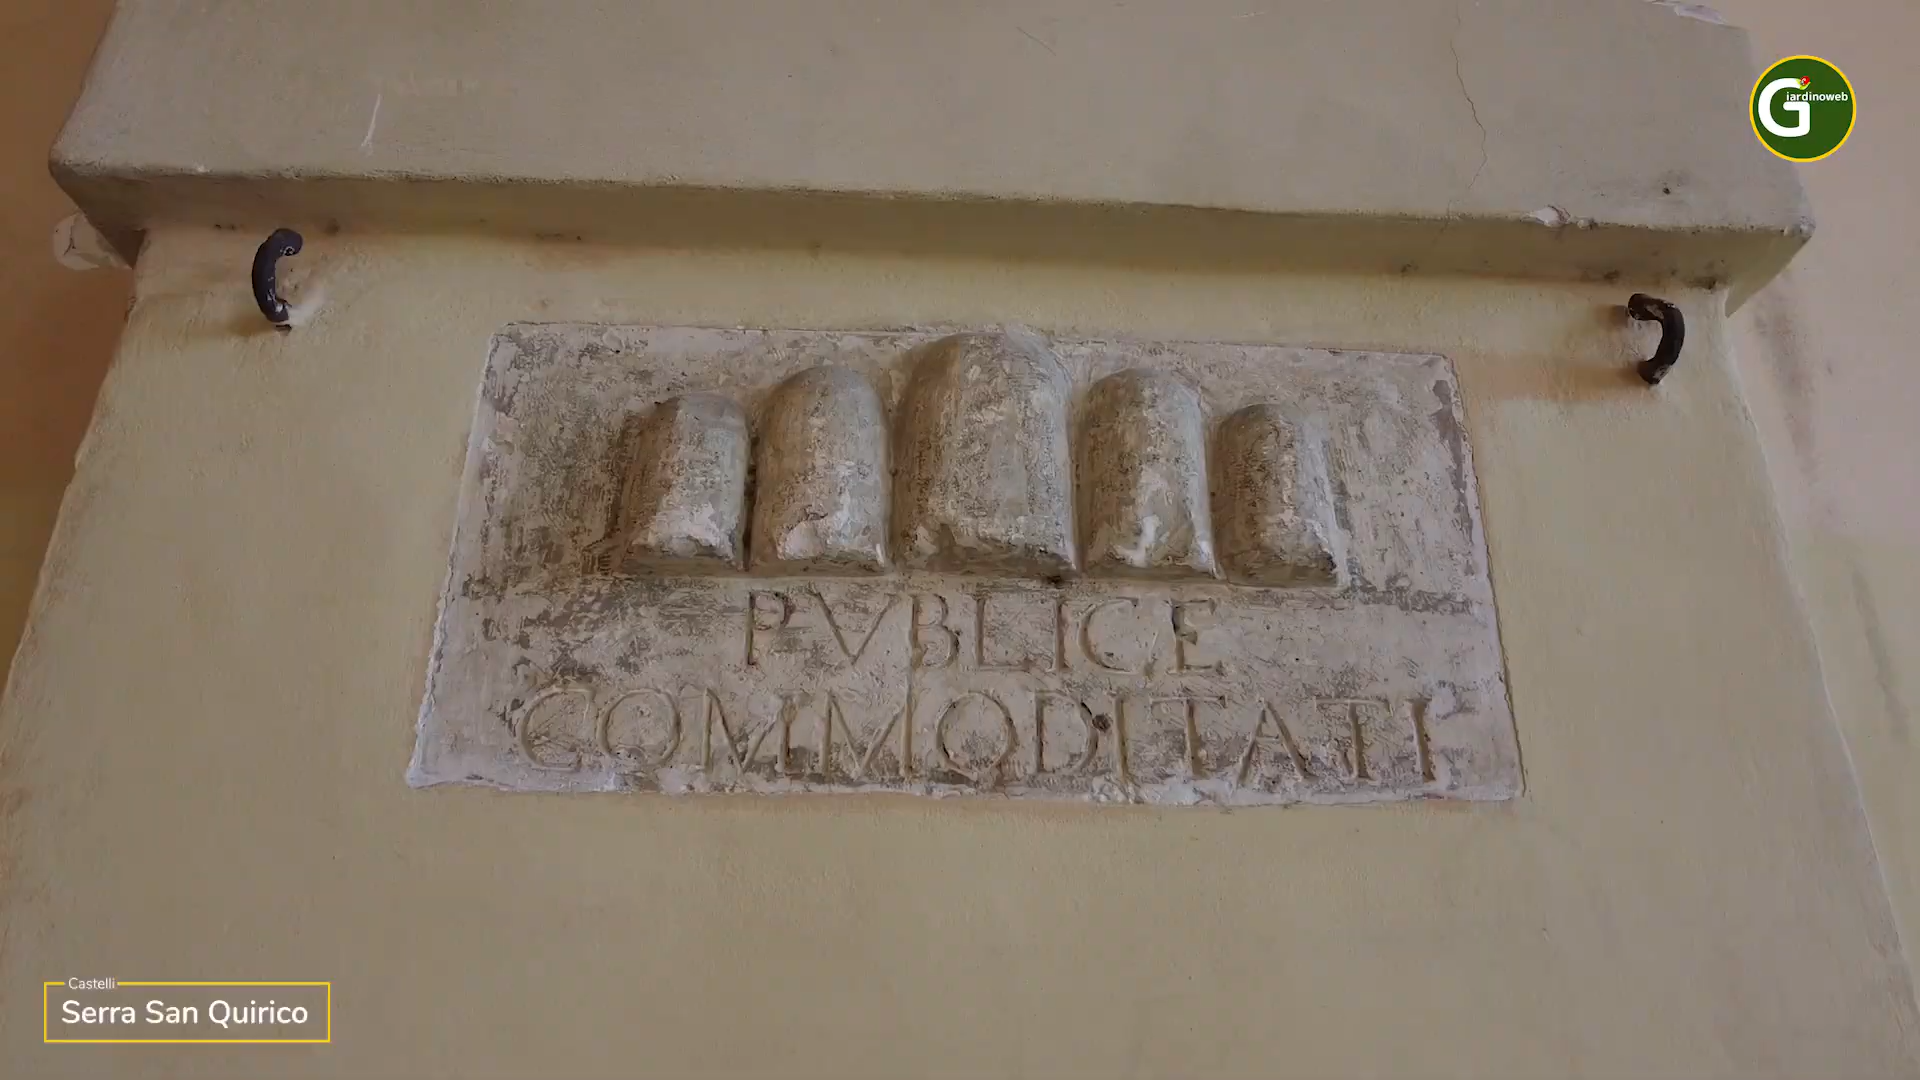 Giardinoweb
PVBLICE
COMMODITATI
Castelli
Serra San Quirico